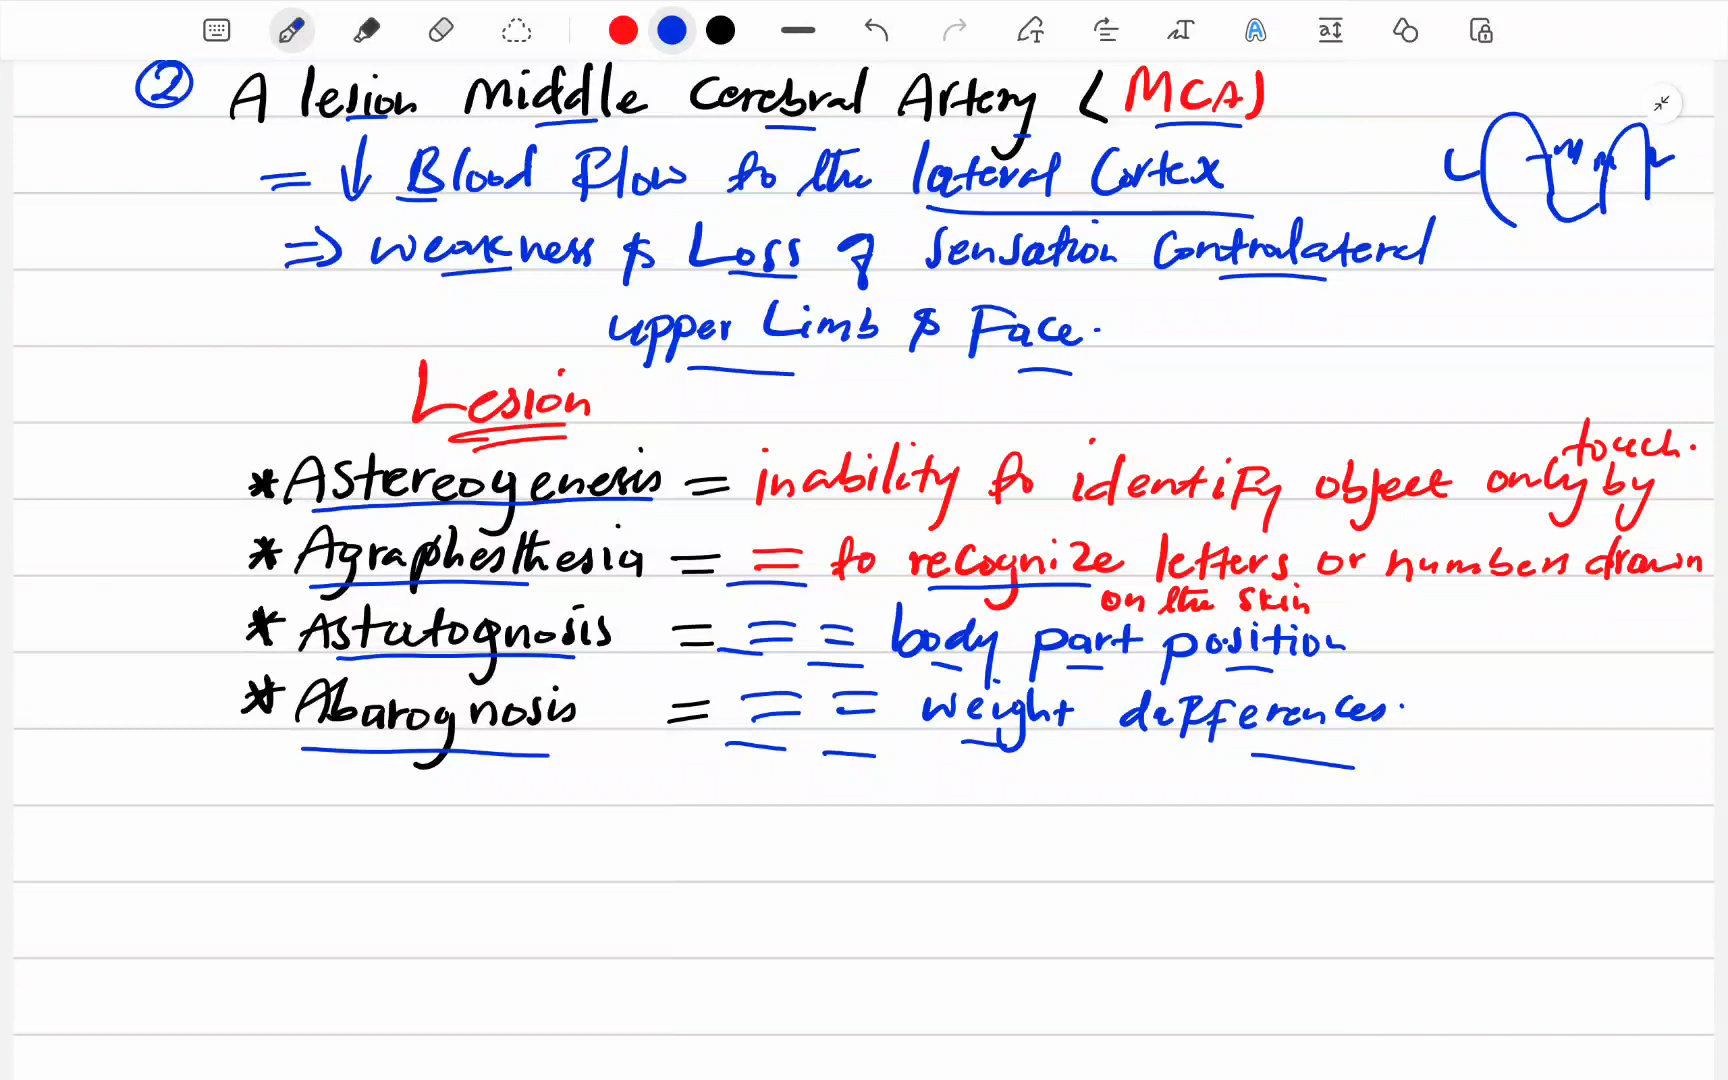 ② A lesion Middle Cerebral Artery (MCA)
= ↓ Blood Flow to the lateral Cortex
⇒ weakness & Loss of sensation Contralateral
upper Limb & Face.
Lesion
*Astereogenesis = inability to identify object only by touch.
*Agraphesthesia = = to recognize letters or numbers drawn
on the skin
*Astatognosis = = = body part position
*Abarognosis = = = weight differences.